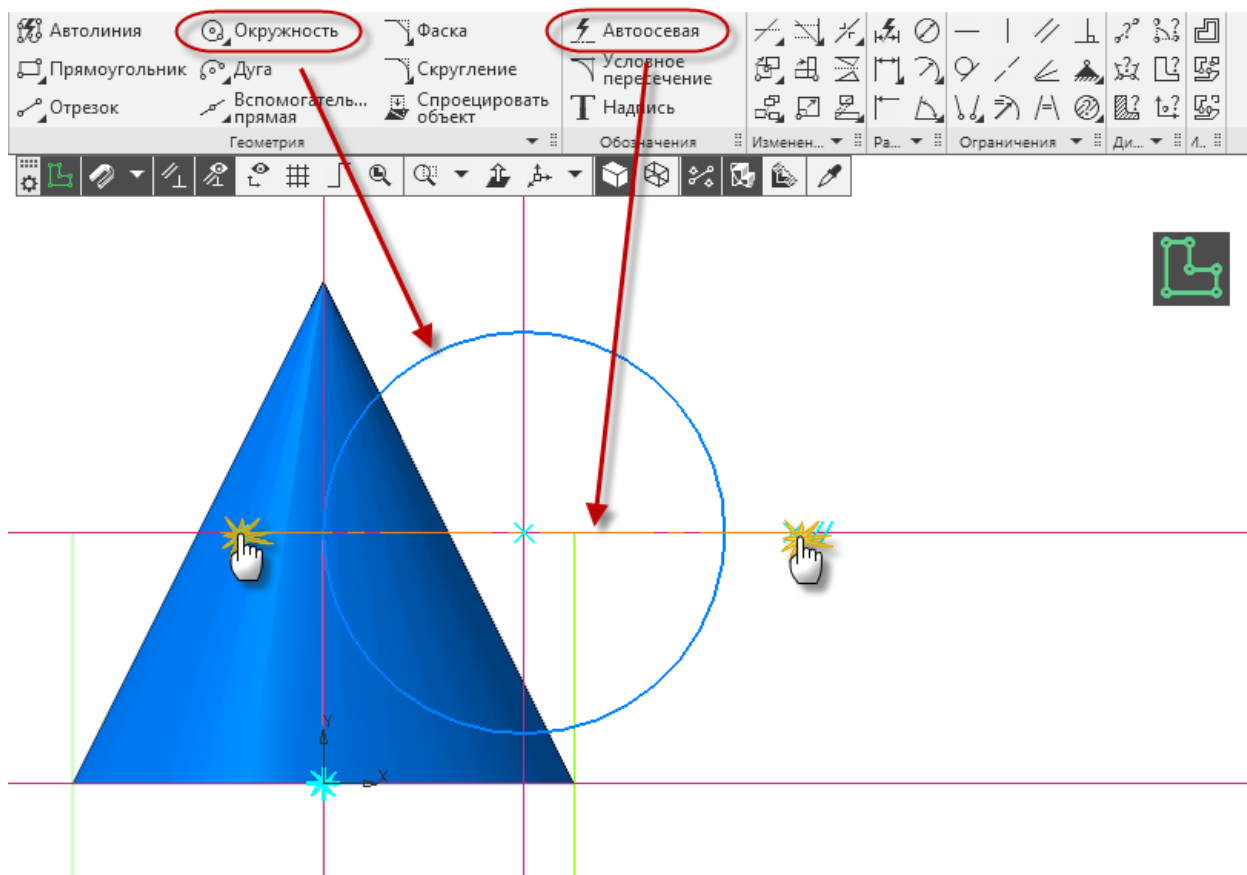 Автолиния
Окружность
Фаска
Автоосевая
Прямоугольник
Дуга
Скругление
Условное
пересечение
Отрезок
Вспомогатель...
прямая
Спроецировать
объект
Надпись
Геометрия
Обозначения
Изменен...
Ра...
Ограничения
Ди...
И..
Y
X